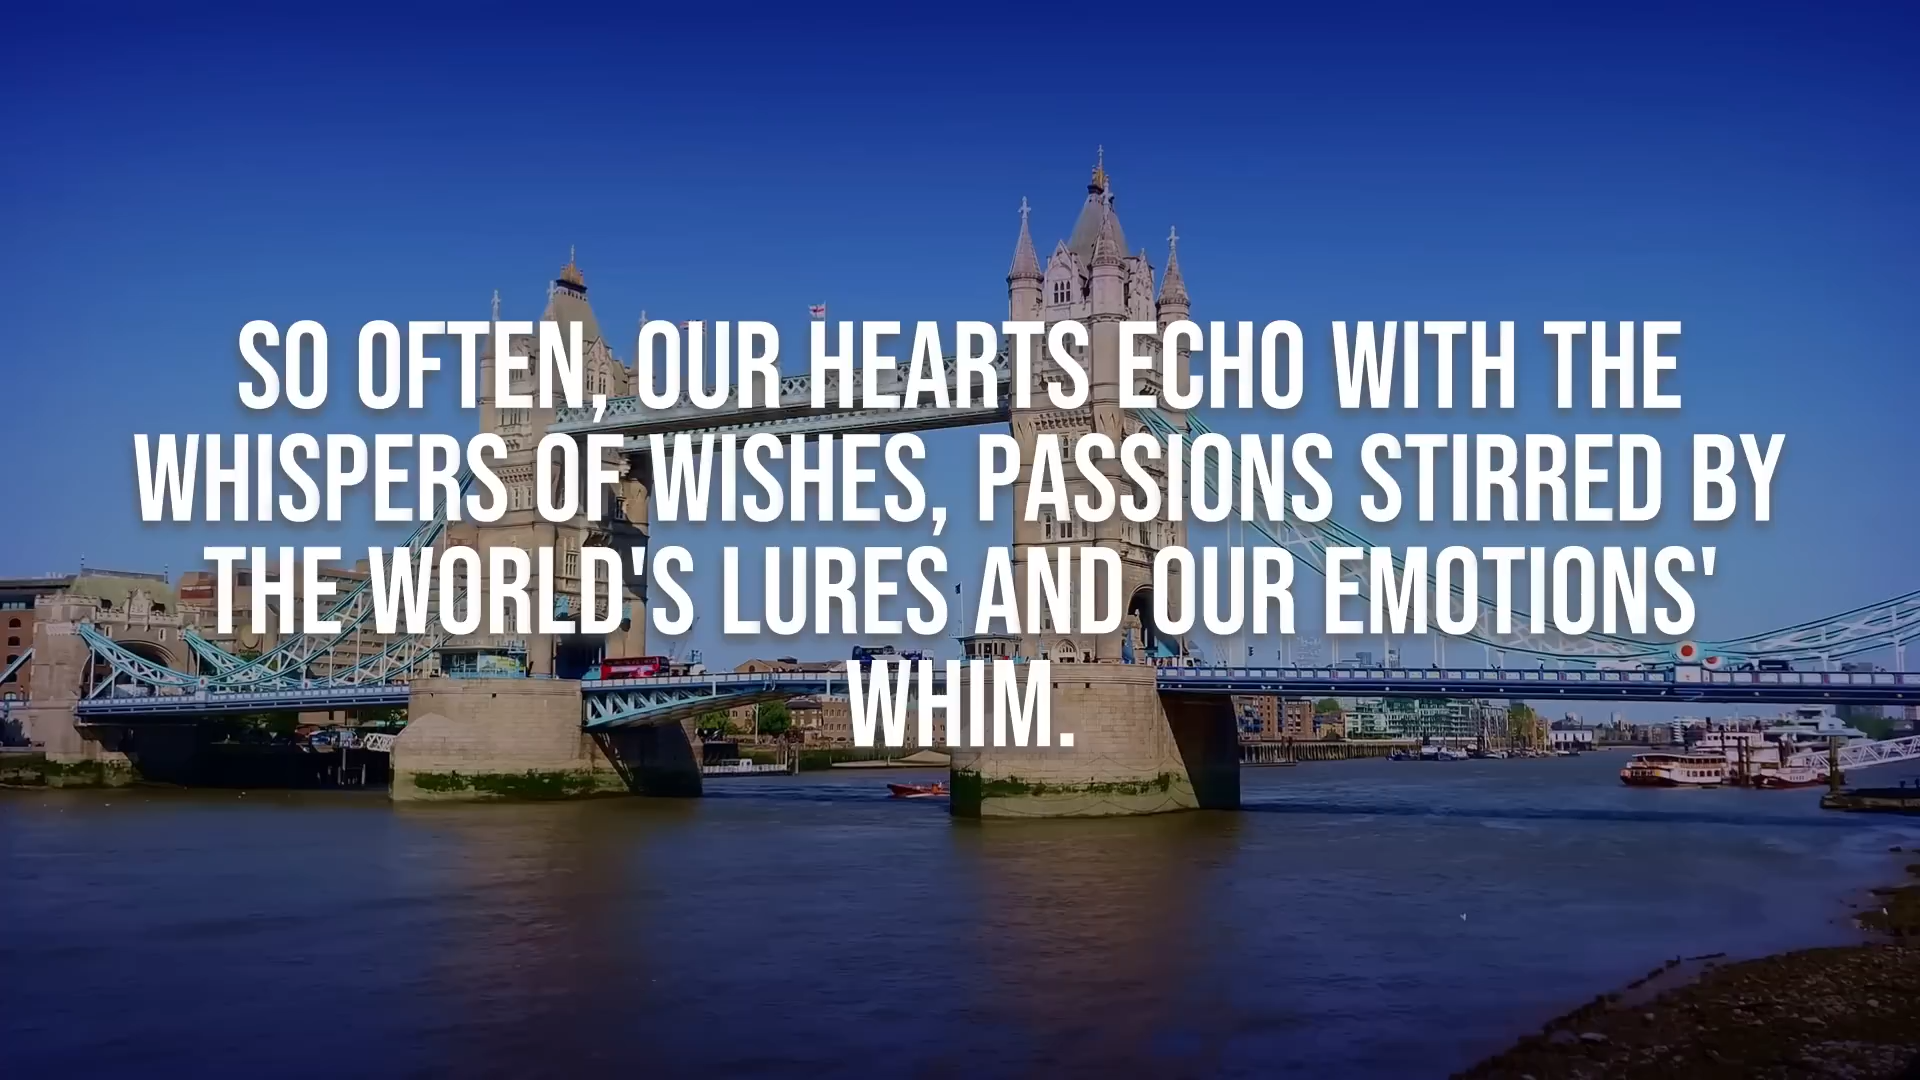 SO OFTEN, OUR HEARTS ECHO WITH THE
WHISPERS OF WISHES, PASSIONS STIRRED BY
THE WORLD'S LURES AND OUR EMOTIONS'
WHIM.